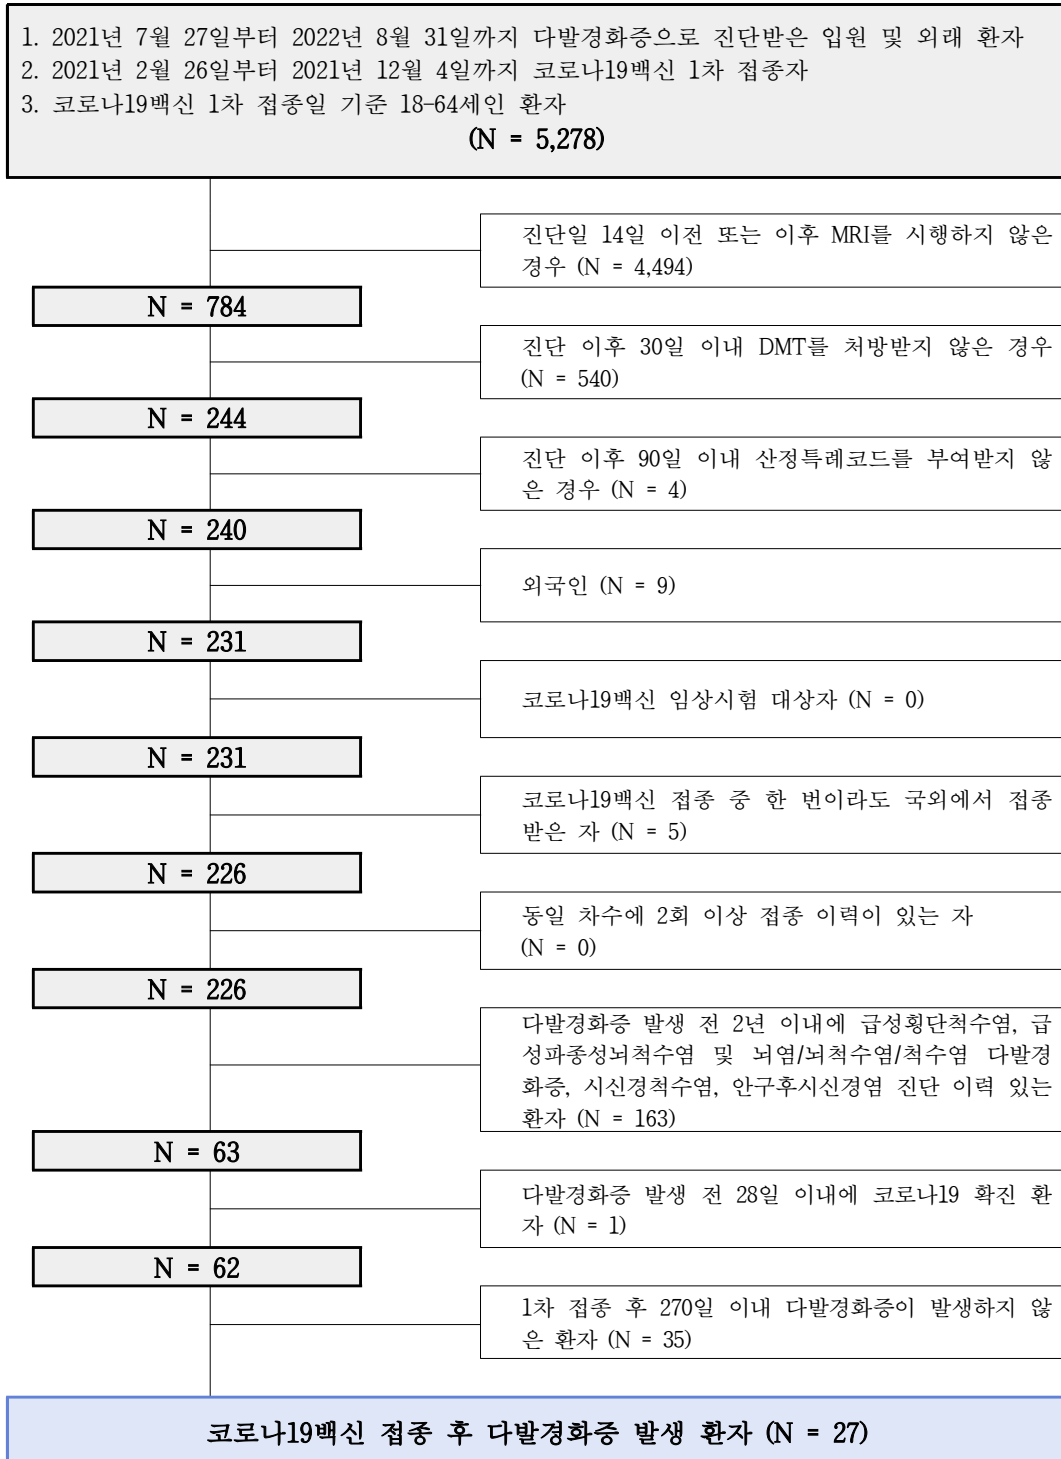 1. 2021년 7월 27일부터 2022년 8월 31일까지 다발경화증으로 진단받은 입원 및 외래 환자
2. 2021년 2월 26일부터 2021년 12월 4일까지 코로나19백신 1차 접종자
3. 코로나19백신 1차 접종일 기준 18-64세인 환자
(N = 5,278)
진단일 14일 이전 또는 이후 MRI를 시행하지 않은
경우 (N = 4,494)
N = 784
진단 이후 30일 이내 DMT를 처방받지 않은 경우
(N = 540)
N = 244
진단 이후 90일 이내 산정특례코드를 부여받지 않
은 경우 (N = 4)
N = 240
외국인 (N = 9)
N = 231
코로나19백신 임상시험 대상자 (N = 0)
N = 231
코로나19백신 접종 중 한 번이라도 국외에서 접종
받은 자 (N = 5)
N = 226
동일 차수에 2회 이상 접종 이력이 있는 자
(N = 0)
N = 226
다발경화증 발생 전 2년 이내에 급성횡단척수염, 급
성파종성뇌척수염 및 뇌염/뇌척수염/척수염 다발경
화증, 시신경척수염, 안구후시신경염 진단 이력 있는
환자 (N = 163)
N = 63
다발경화증 발생 전 28일 이내에 코로나19 확진 환
자 (N = 1)
N = 62
1차 접종 후 270일 이내 다발경화증이 발생하지 않
은 환자 (N = 35)
코로나19백신 접종 후 다발경화증 발생 환자 (N = 27)